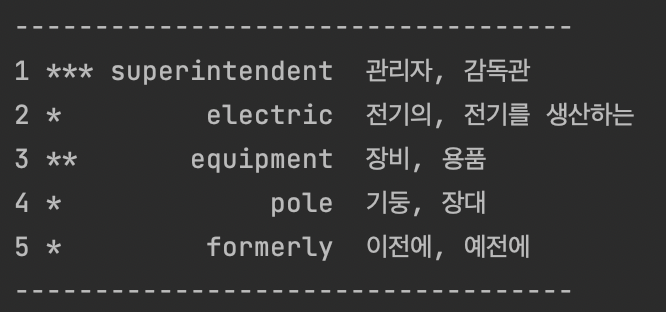 -----------------------------------
1 *** superintendent  관리자, 감독관
2 *         electric  전기의, 전기를 생산하는
3 **       equipment  장비, 용품
4 *             pole  기둥, 장대
5 *         formerly  이전에, 예전에
-----------------------------------